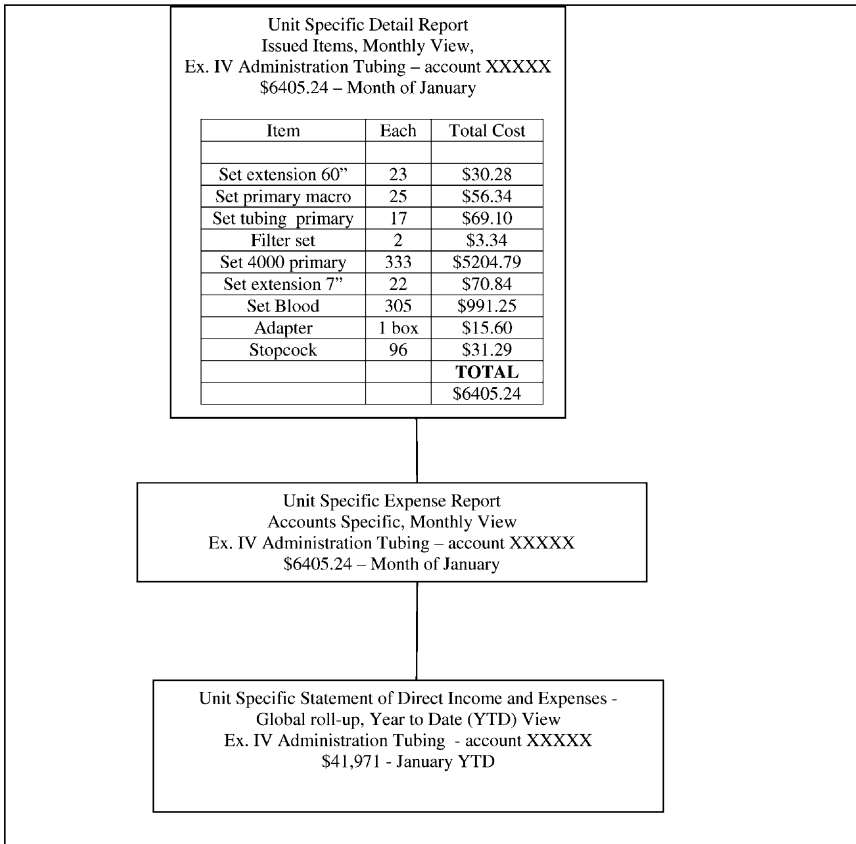 Unit Specific Detail Report
Issued Items, Monthly View,
Ex. IV Administration Tubing – account XXXXX
$6405.24 – Month of January
Item Each Total Cost
Set extension 60” 23 $30.28
Set primary macro 25 $56.34
Set tubing primary 17 $69.10
Filter set 2 $3.34
Set 4000 primary 333 $5204.79
Set extension 7” 22 $70.84
Set Blood 305 $991.25
Adapter 1 box $15.60
Stopcock 96 $31.29
TOTAL
$6405.24
Unit Specific Expense Report
Accounts Specific, Monthly View
Ex. IV Administration Tubing – account XXXXX
$6405.24 – Month of January
Unit Specific Statement of Direct Income and Expenses -
Global roll-up, Year to Date (YTD) View
Ex. IV Administration Tubing - account XXXXX
$41,971 - January YTD